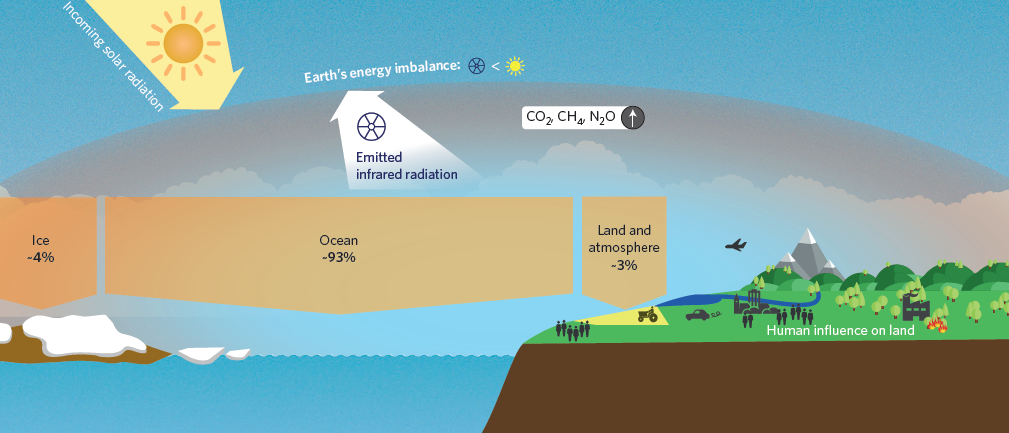 Incoming solar radiation
Earth's energy imbalance: <
CO₂, CH₄, N₂O
Emitted
infrared radiation
Ice
~4%
Ocean
~93%
Land and
atmosphere
~3%
Human influence on land